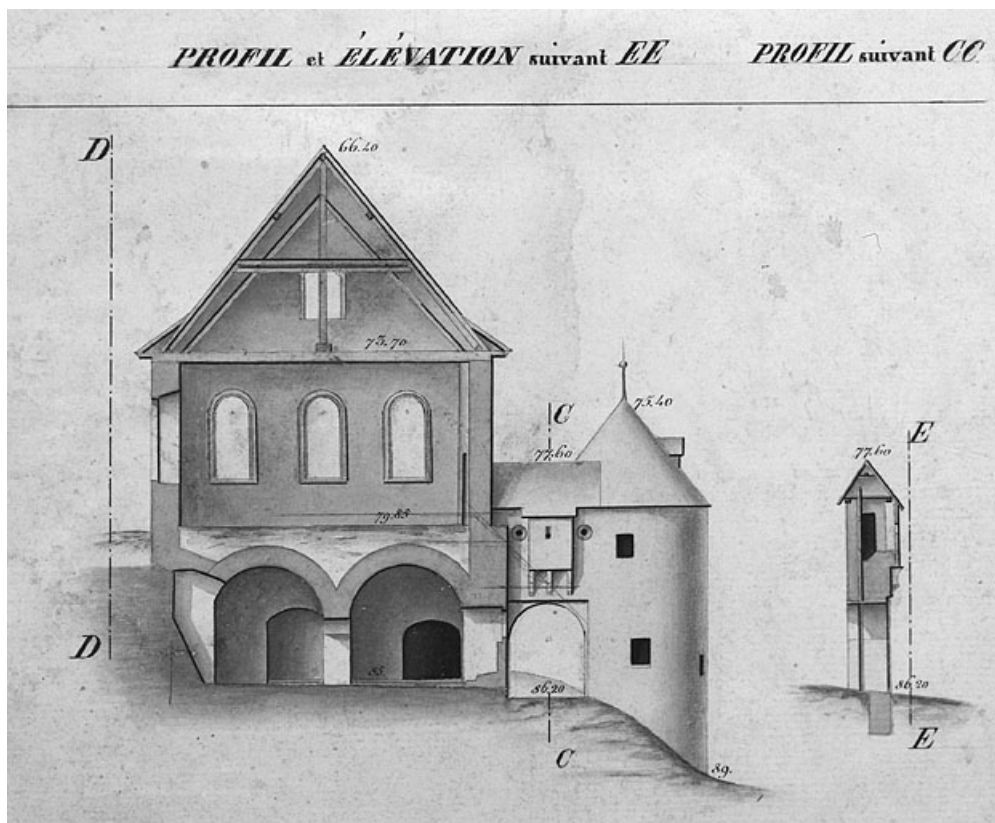 PROFIL et ÉLÉVATION suivant EE
PROFIL suivant CC
D
66.40
73.70
C
75.40
77.60
E
77.60
79.85
D
85
86.20
86.20
C
E
89.